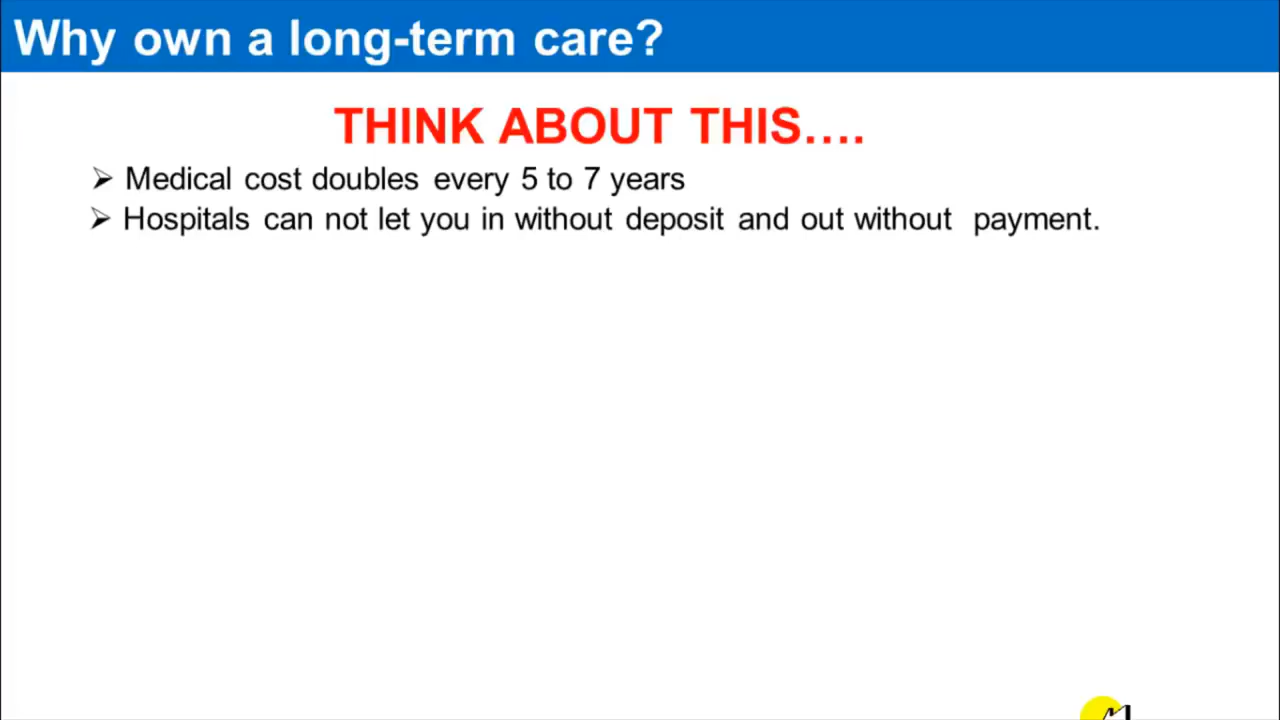 Why own a long-term care?
THINK ABOUT THIS....
➢ Medical cost doubles every 5 to 7 years
➢ Hospitals can not let you in without deposit and out without payment.